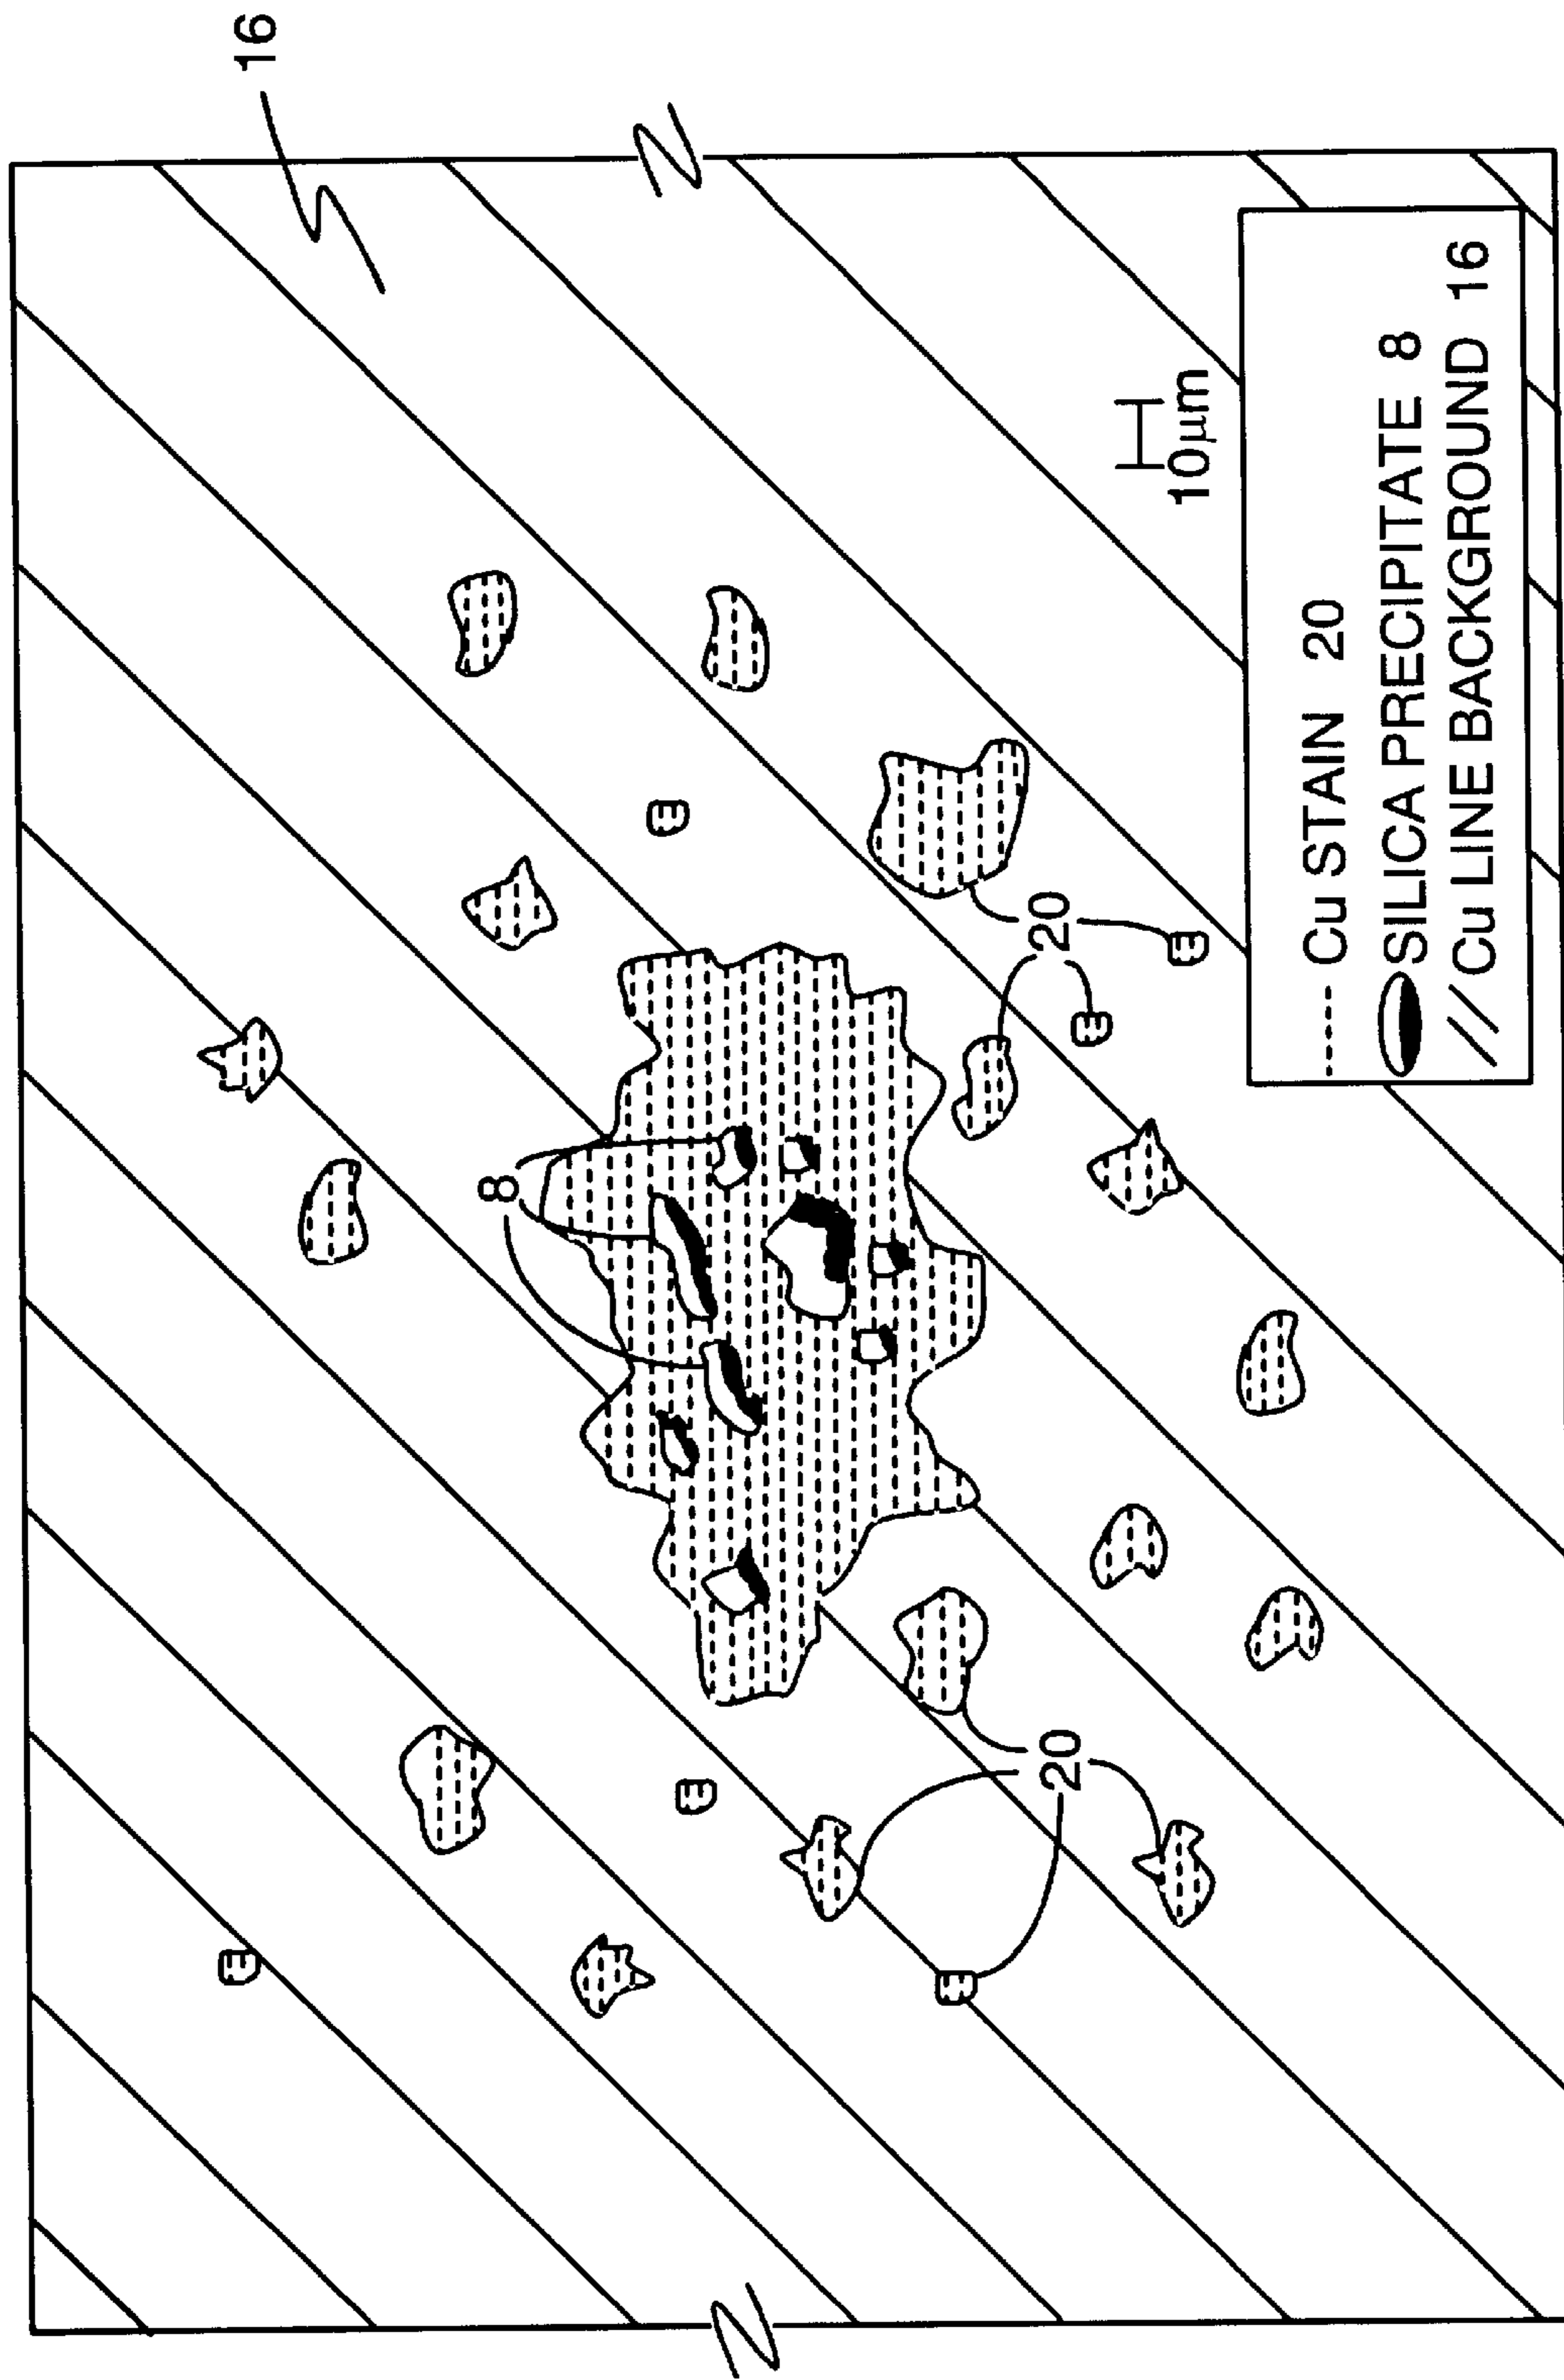 16
8
20
20
10μm
Cu STAIN 20
SILICA PRECIPITATE 8
Cu LINE BACKGROUND 16